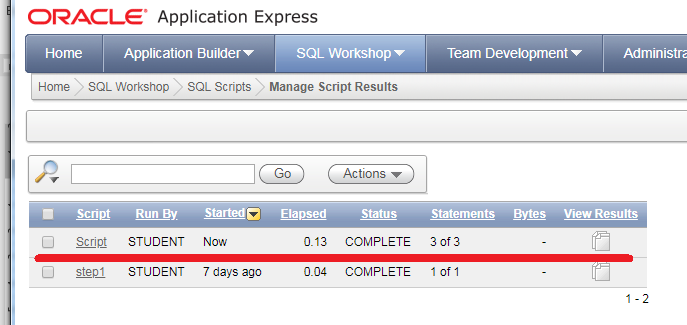 ORACLE® Application Express
Home Application Builder SQL Workshop Team Development Administra
Home SQL Workshop SQL Scripts Manage Script Results
Go Actions
Script Run By Started Elapsed Status Statements Bytes View Results
Script STUDENT Now 0.13 COMPLETE 3 of 3 -
step1 STUDENT 7 days ago 0.04 COMPLETE 1 of 1 -
1 - 2